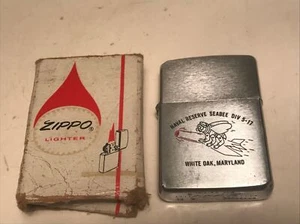 ZIPPO®
LIGHTER
NAVAL RESERVE SEABEE DIV 5-17
WHITE OAK, MARYLAND